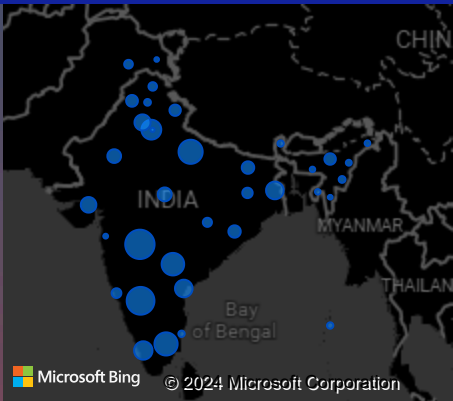 CHIN
INDIA
MYANMAR
THAILAN
Bay
of Bengal
Microsoft Bing
© 2024 Microsoft Corporation